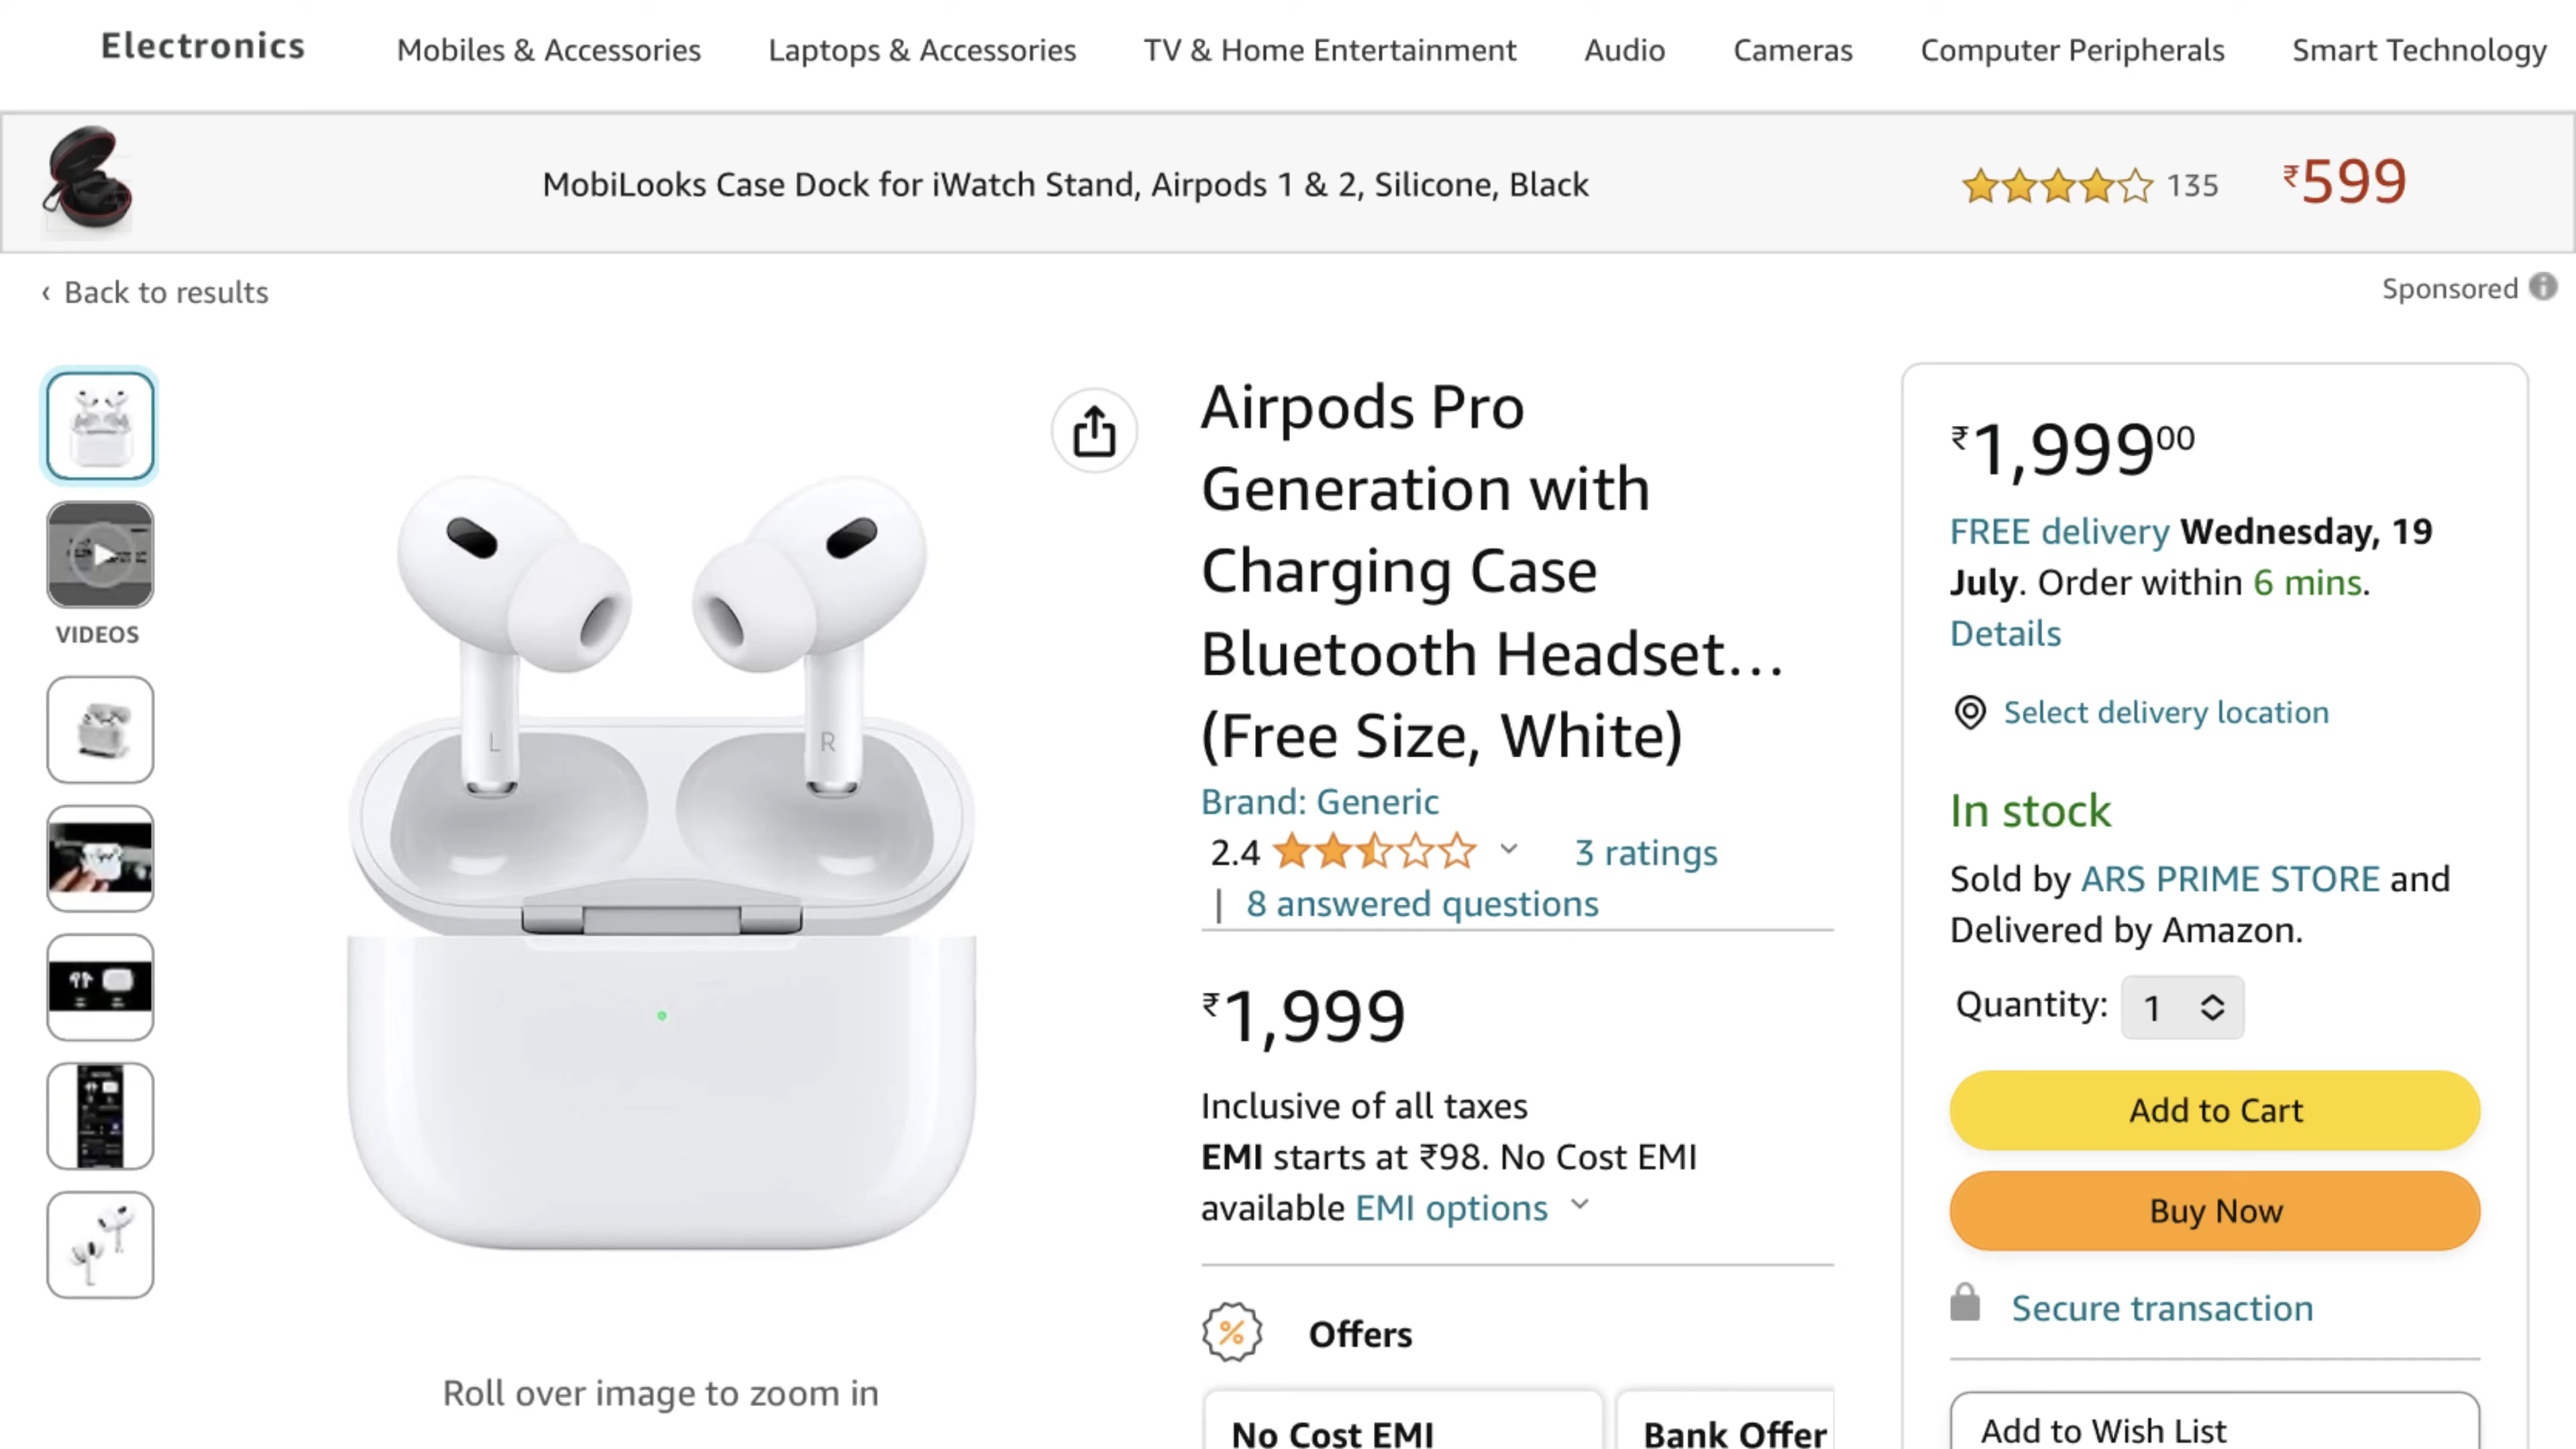 Electronics
Mobiles & Accessories
Laptops & Accessories
TV & Home Entertainment
Audio
Cameras
Computer Peripherals
Smart Technology
MobiLooks Case Dock for iWatch Stand, Airpods 1 & 2, Silicone, Black
135
₹599
‹ Back to results
Sponsored
VIDEOS
L
R
Roll over image to zoom in
Airpods Pro
Generation with
Charging Case
Bluetooth Headset…
(Free Size, White)
Brand: Generic
2.4
3 ratings
| 8 answered questions
₹1,999
Inclusive of all taxes
EMI starts at ₹98. No Cost EMI
available EMI options
% Offers
No Cost EMI
Bank Offer
₹1,99900
FREE delivery Wednesday, 19
July. Order within 6 mins.
Details
Select delivery location
In stock
Sold by ARS PRIME STORE and
Delivered by Amazon.
Quantity: 1
Add to Cart
Buy Now
Secure transaction
Add to Wish List